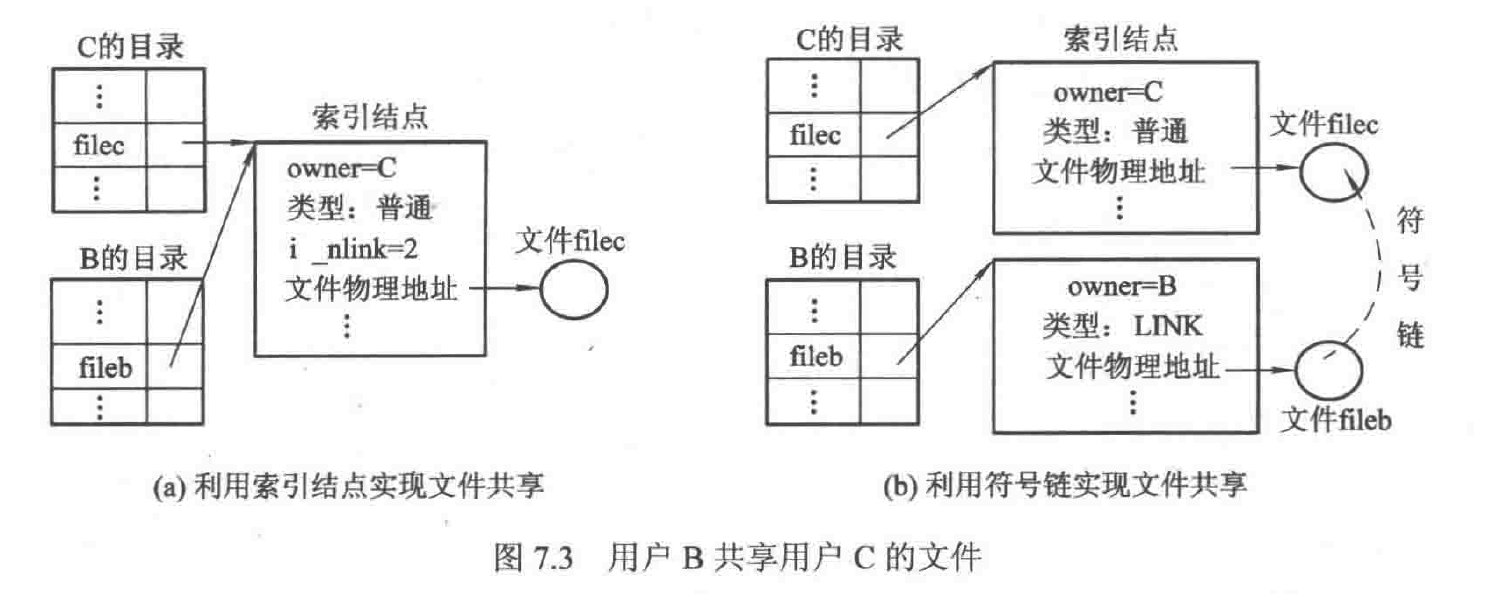 C的目录
⋮
filec
⋮
B的目录
⋮
fileb
⋮
索引结点
owner=C
类型：普通
i _nlink=2
文件物理地址
⋮
文件filec
(a) 利用索引结点实现文件共享
C的目录
⋮
filec
⋮
B的目录
⋮
fileb
⋮
索引结点
owner=C
类型：普通
文件物理地址
⋮
文件filec
owner=B
类型：LINK
文件物理地址
⋮
文件fileb
符号链
(b) 利用符号链实现文件共享
图 7.3 用户 B 共享用户 C 的文件